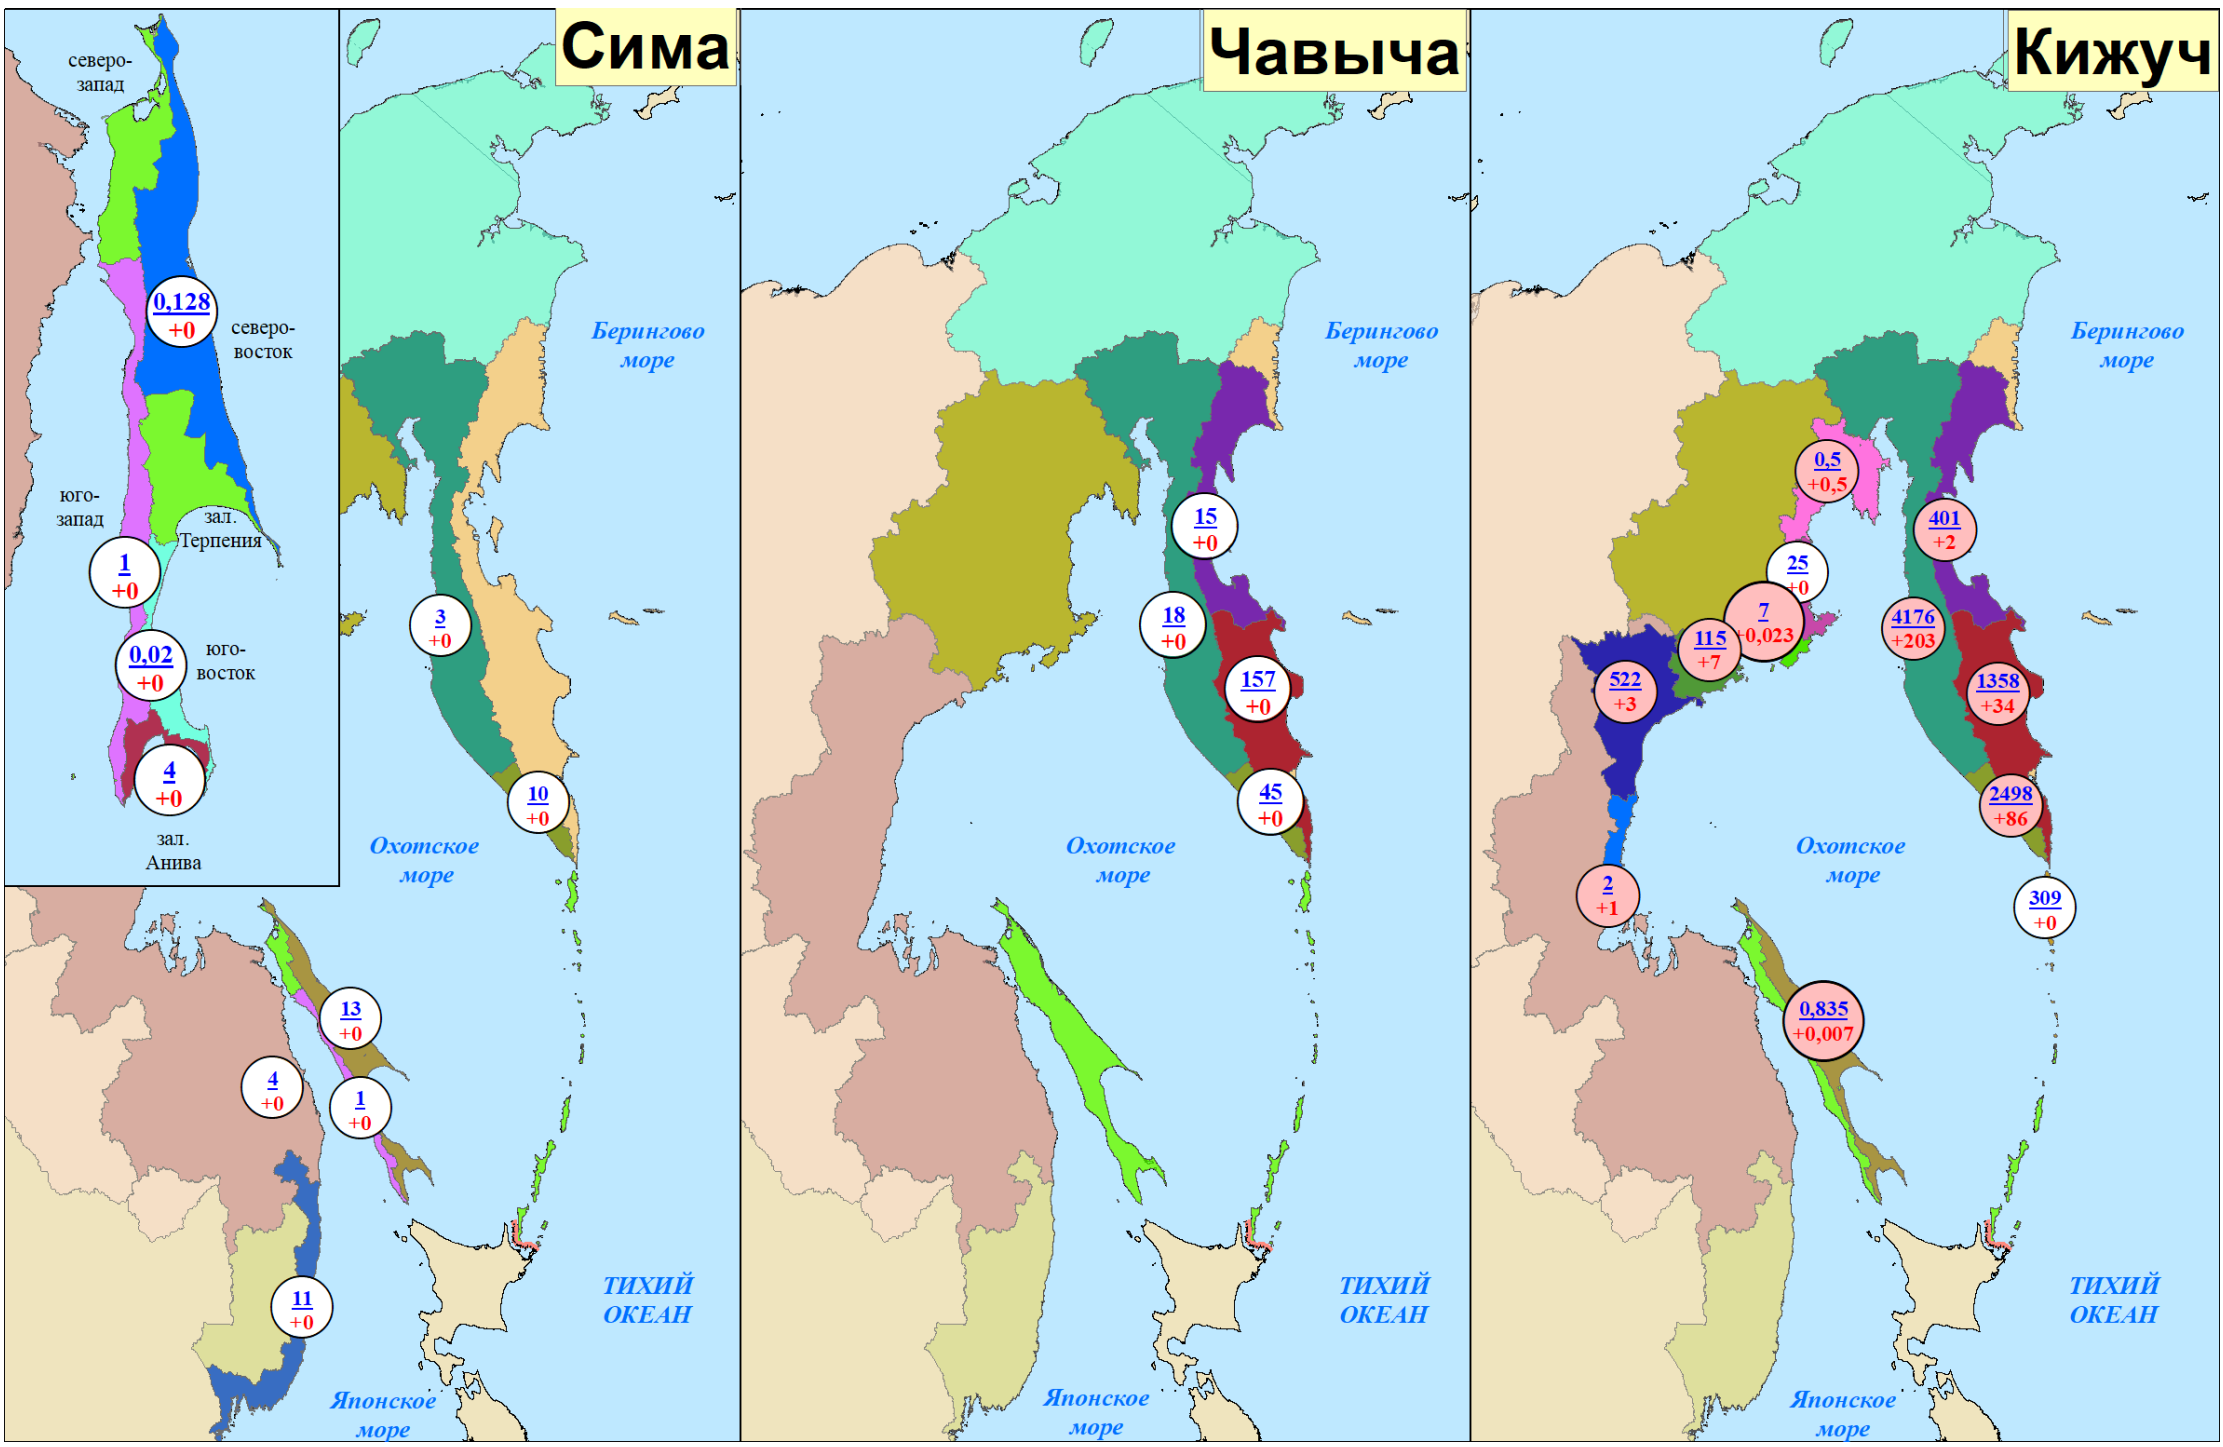 Сима
северо-
запад
0,128
+0
северо-
восток
юго-
запад
зал.
Терпения
1
+0
0,02
+0
юго-
восток
4
+0
зал.
Анива
Берингово
море
3
+0
10
+0
Охотское
море
13
+0
4
+0
1
+0
11
+0
ТИХИЙ
ОКЕАН
Японское
море
Чавыча
Берингово
море
15
+0
18
+0
157
+0
45
+0
Охотское
море
ТИХИЙ
ОКЕАН
Японское
море
Кижуч
Берингово
море
0,5
+0,5
401
+2
25
+0
7
+0,023
115
+7
4176
+203
522
+3
1358
+34
2498
+86
Охотское
море
2
+1
309
+0
0,835
+0,007
ТИХИЙ
ОКЕАН
Японское
море